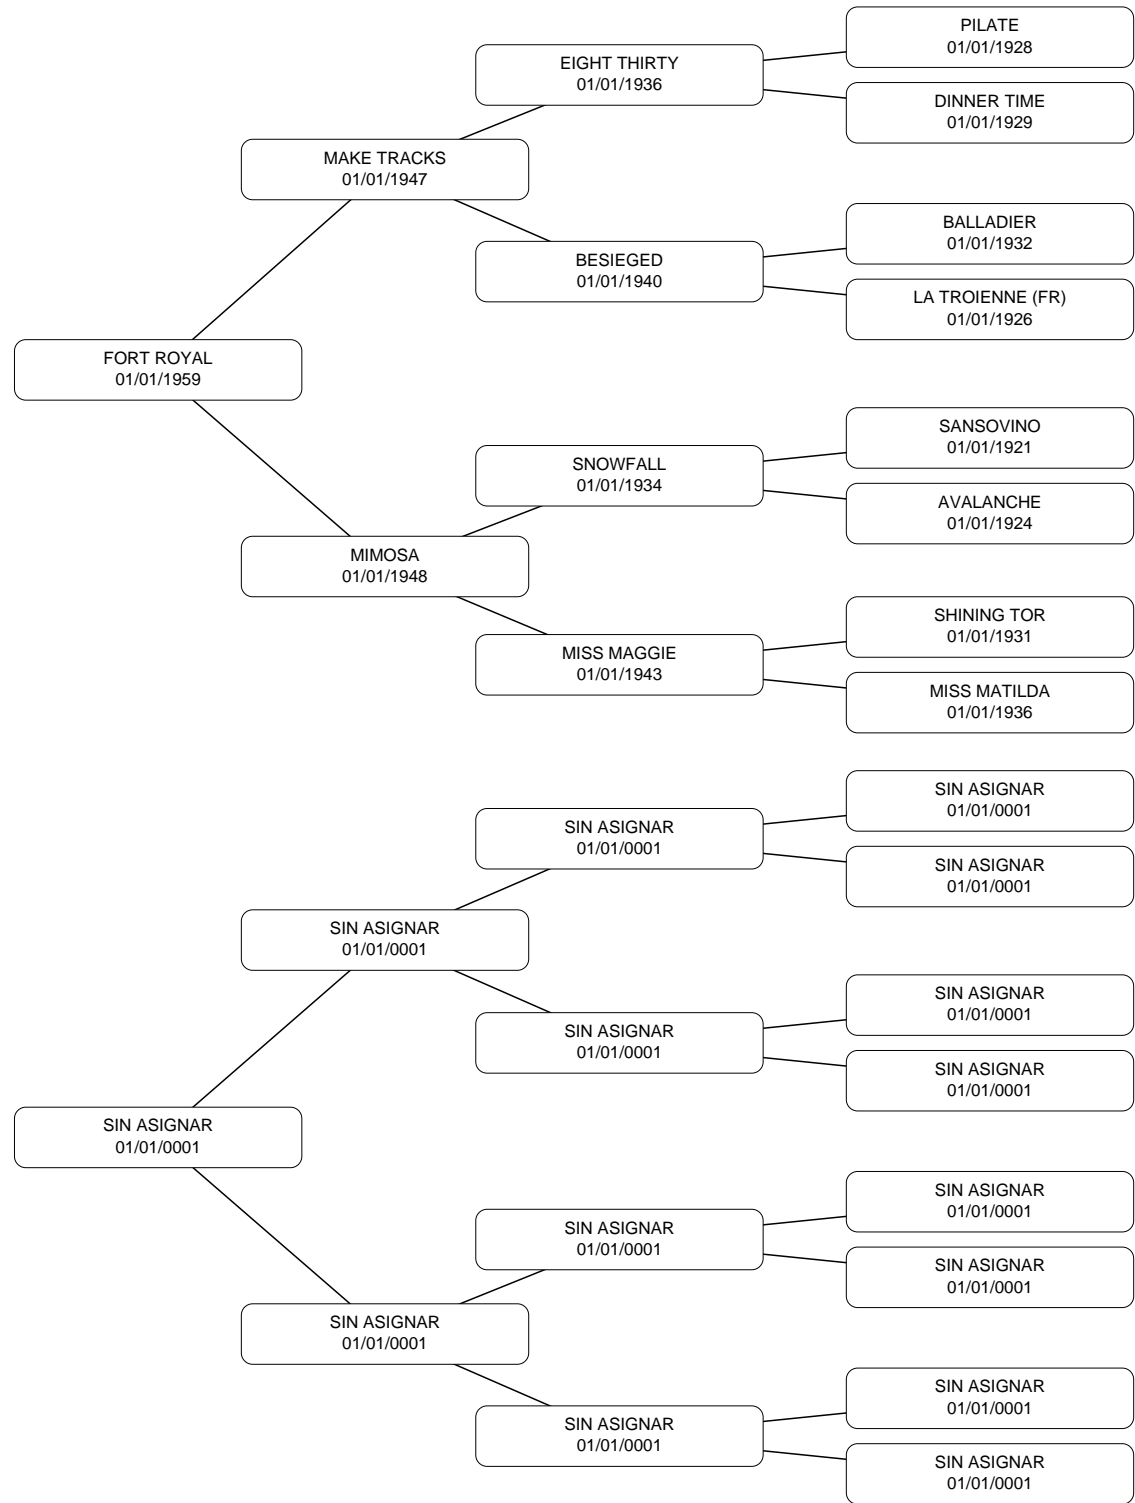 PILATE
01/01/1928
EIGHT THIRTY
01/01/1936
DINNER TIME
01/01/1929
MAKE TRACKS
01/01/1947
BALLADIER
01/01/1932
BESIEGED
01/01/1940
LA TROIENNE (FR)
01/01/1926
FORT ROYAL
01/01/1959
SANSOVINO
01/01/1921
SNOWFALL
01/01/1934
AVALANCHE
01/01/1924
MIMOSA
01/01/1948
SHINING TOR
01/01/1931
MISS MAGGIE
01/01/1943
MISS MATILDA
01/01/1936
SIN ASIGNAR
01/01/0001
SIN ASIGNAR
01/01/0001
SIN ASIGNAR
01/01/0001
SIN ASIGNAR
01/01/0001
SIN ASIGNAR
01/01/0001
SIN ASIGNAR
01/01/0001
SIN ASIGNAR
01/01/0001
SIN ASIGNAR
01/01/0001
SIN ASIGNAR
01/01/0001
SIN ASIGNAR
01/01/0001
SIN ASIGNAR
01/01/0001
SIN ASIGNAR
01/01/0001
SIN ASIGNAR
01/01/0001
SIN ASIGNAR
01/01/0001
SIN ASIGNAR
01/01/0001